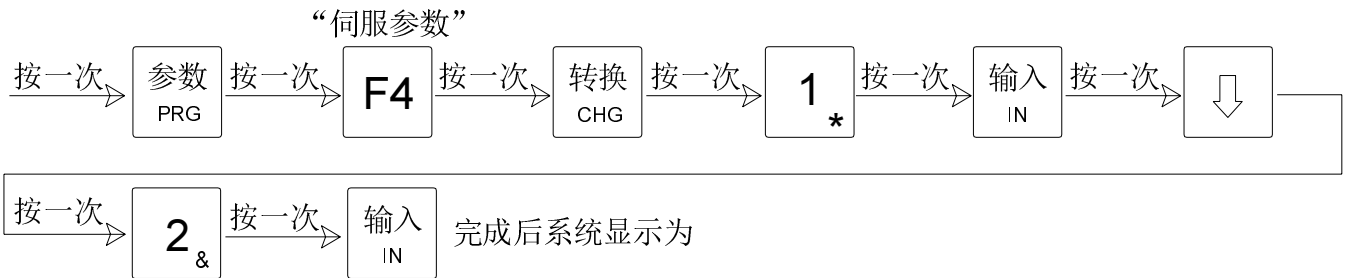 “伺服参数”
按一次 参数 PRG 按一次 F4 按一次 转换 CHG 按一次 1 * 按一次 输入 IN 按一次 ⇩
按一次 2 & 按一次 输入 IN 完成后系统显示为